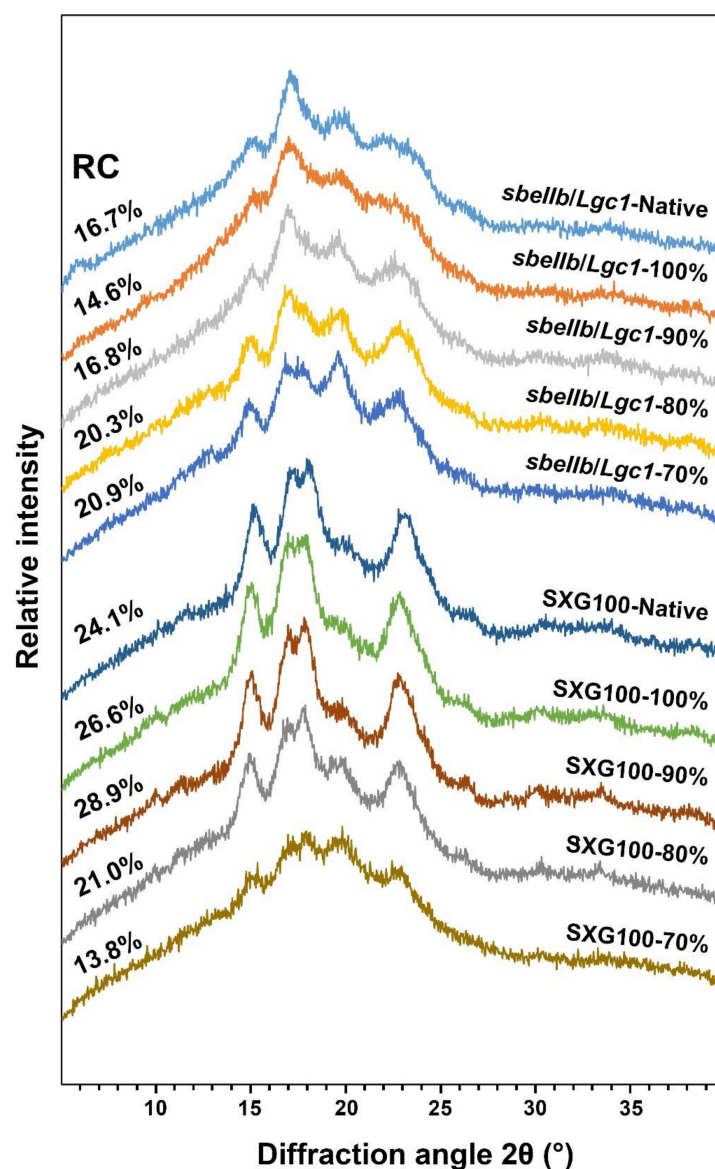 RC
sbeIIb/Lgc1-Native
16.7%
sbeIIb/Lgc1-100%
14.6%
sbeIIb/Lgc1-90%
16.8%
sbeIIb/Lgc1-80%
20.3%
sbeIIb/Lgc1-70%
20.9%
SXG100-Native
24.1%
SXG100-100%
26.6%
SXG100-90%
28.9%
SXG100-80%
21.0%
SXG100-70%
13.8%
Relative intensity
10 15 20 25 30 35
Diffraction angle 2θ (°)